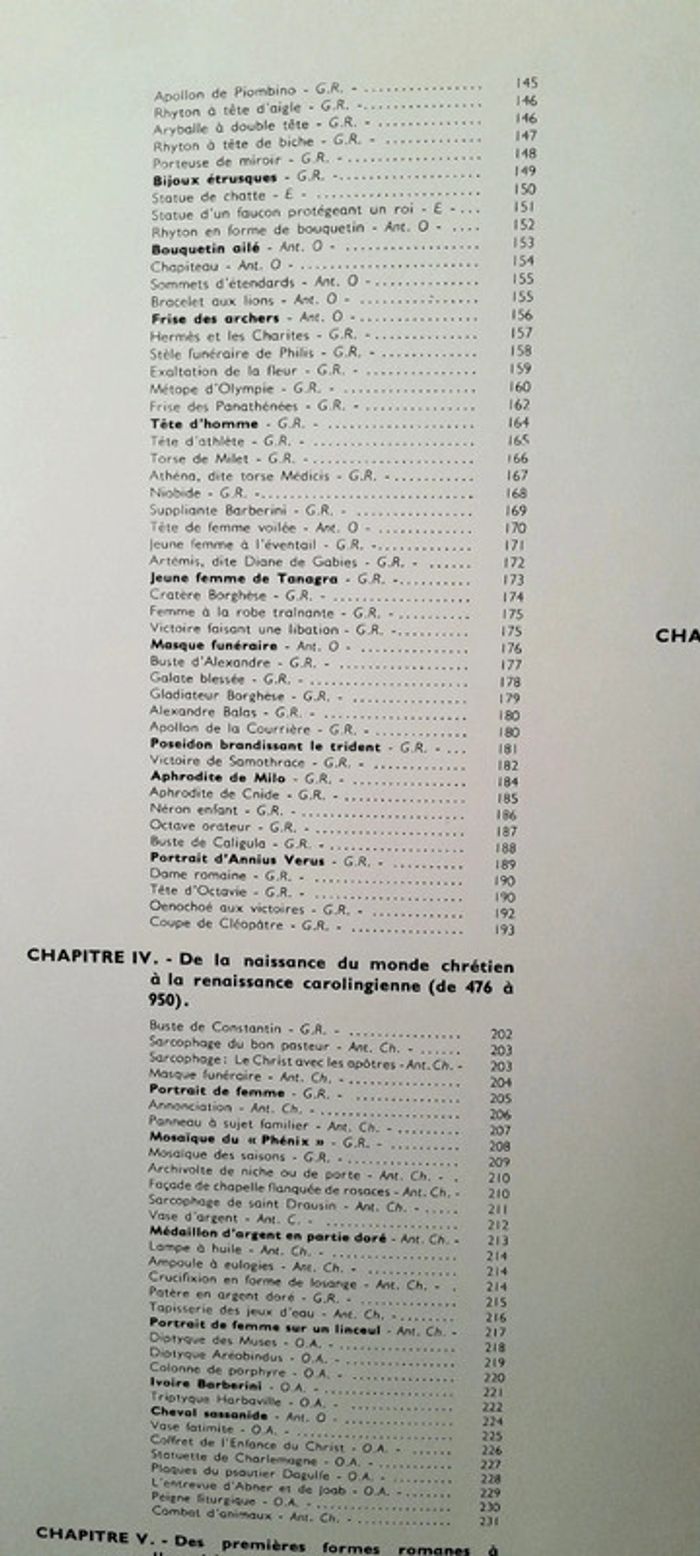 Apollon de Piombino - G.R. - ................ 145
Rhyton à tête d'aigle - G.R. -................ 146
Aryballe à double tête - G.R. - .............. 146
Rhyton à tête de biche - G.R. - .............. 147
Porteuse de miroir - G.R. - .................. 148
Bijoux étrusques - G.R. -.................... 149
Statue de chatte - E - ...................... 150
Statue d'un faucon protégeant un roi - E -... 151
Rhyton en forme de bouquetin - Ant. O - .... 152
Bouquetin ailé - Ant. O - .................. 153
Chapiteau - Ant. O - ........................ 154
Sommets d'étendards - Ant. O - .............. 155
Bracelet aux lions - Ant. O - ................ 155
Frise des archers - Ant. O - ................ 156
Hermès et les Charites - G.R. - .............. 157
Stèle funéraire de Philis - G.R. - ............ 158
Exaltation de la fleur - G.R. - .............. 159
Métope d'Olympie - G.R. - .................. 160
Frise des Panathénées - G.R. - .............. 162
Tête d'homme - G.R. - ...................... 164
Tête d'athlète - G.R. - ...................... 165
Torse de Milet - G.R. - ...................... 166
Athéna, dite torse Médicis - G.R. -.......... 167
Niobide - G.R. -............................ 168
Suppliante Barberini - G.R. - ................ 169
Tête de femme voilée - Ant. O - ............ 170
Jeune femme à l'éventail - G.R. -............ 171
Artémis, dite Diane de Gabies - G.R. - ...... 172
Jeune femme de Tanagra - G.R. -.......... 173
Cratère Borghèse - G.R. - .................. 174
Femme à la robe traînante - G.R. - .......... 175
Victoire faisant une libation - G.R. -.......... 175
Masque funéraire - Ant. O - ................ 176
Buste d'Alexandre - G.R. - .................. 177
Galate blessée - G.R. - ...................... 178
Gladiateur Borghèse - G.R. - ................ 179
Alexandre Balas - G.R. - .................... 180
Apollon de la Courrière - G.R. - ............ 180
Poseidon brandissant le trident - G.R. - ... 181
Victoire de Samothrace - G.R. - ............ 182
Aphrodite de Milo - G.R. - ................ 184
Aphrodite de Cnide - G.R. - ................ 185
Néron enfant - G.R. - ...................... 186
Octave orateur - G.R. - .................... 187
Buste de Caligula - G.R. - .................. 188
Portrait d'Annius Verus - G.R. - .......... 189
Dame romaine - G.R. - .................... 190
Tête d'Octavie - G.R. - .................... 190
Oenochoé aux victoires - G.R. - ............ 192
Coupe de Cléopâtre - G.R. - .............. 193
CHAPITRE IV. - De la naissance du monde chrétien
à la renaissance carolingienne (de 476 à
950).
Buste de Constantin - G.R. - ................ 202
Sarcophage du bon pasteur - Ant. Ch. - ...... 203
Sarcophage: Le Christ avec les apôtres - Ant. Ch. - 203
Masque funéraire - Ant. Ch. - .............. 204
Portrait de femme - G.R. - ................ 205
Annonciation - Ant. Ch. - .................. 206
Panneau à sujet familier - Ant. Ch. - ........ 207
Mosaïque du « Phénix » - G.R. - .......... 208
Mosaïque des saisons - G.R. - .............. 209
Archivolte de niche ou de porte - Ant. Ch. - . 210
Façade de chapelle flanquée de rosaces - Ant. Ch. - 210
Sarcophage de saint Drausin - Ant. Ch. - ..... 211
Vase d'argent - Ant. C. - .................. 212
Médaillon d'argent en partie doré - Ant. Ch. - 213
Lampe à huile - Ant. Ch. - .................. 214
Ampoule à eulogies - Ant. Ch. - ............ 214
Crucifixion en forme de losange - Ant. Ch. - . 214
Patère en argent doré - G.R. - .............. 215
Tapisserie des jeux d'eau - Ant. Ch. - ........ 216
Portrait de femme sur un linceul - Ant. Ch. - 217
Diptyque des Muses - O.A. - ................ 218
Diptyque Aréobindus - O.A. - .............. 219
Colonne de porphyre - O.A. - .............. 220
Ivoire Barberini - O.A. - .................. 221
Triptyque Harbaville - O.A. - .............. 222
Cheval sassanide - Ant. O - ................ 224
Vase fatimite - O.A. - ...................... 225
Coffret de l'Enfance du Christ - O.A. - ...... 226
Statuette de Charlemagne - O.A. - .......... 227
Plaques du psautier Dagulfe - O.A. - ........ 228
L'entrevue d'Abner et de Joab - O.A. - ...... 229
Peigne liturgique - O.A. - .................. 230
Combat d'animaux - Ant. Ch. - .............. 231
CHAPITRE V. - Des premières formes romanes à
CHA